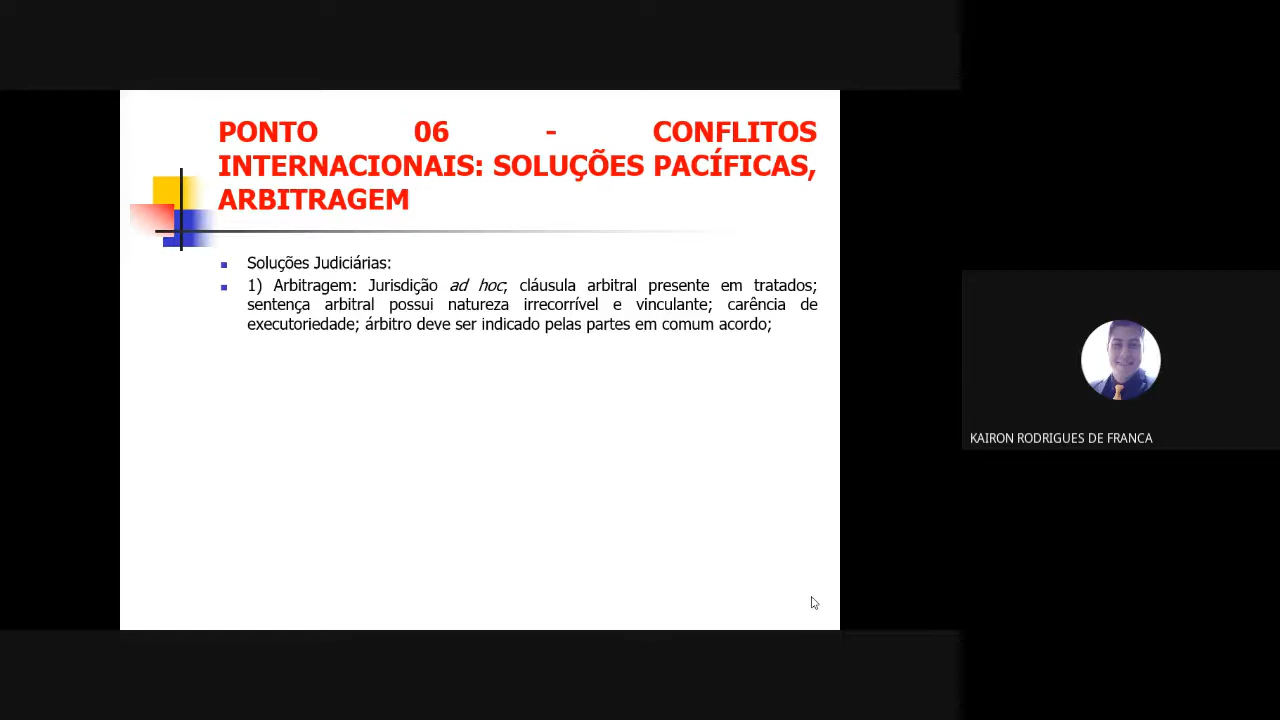 PONTO 06 - CONFLITOS
INTERNACIONAIS: SOLUÇÕES PACÍFICAS,
ARBITRAGEM
Soluções Judiciárias:
1) Arbitragem: Jurisdição ad hoc; cláusula arbitral presente em tratados;
sentença arbitral possui natureza irrecorrível e vinculante; carência de
executoriedade; árbitro deve ser indicado pelas partes em comum acordo;
KAIRON RODRIGUES DE FRANCA